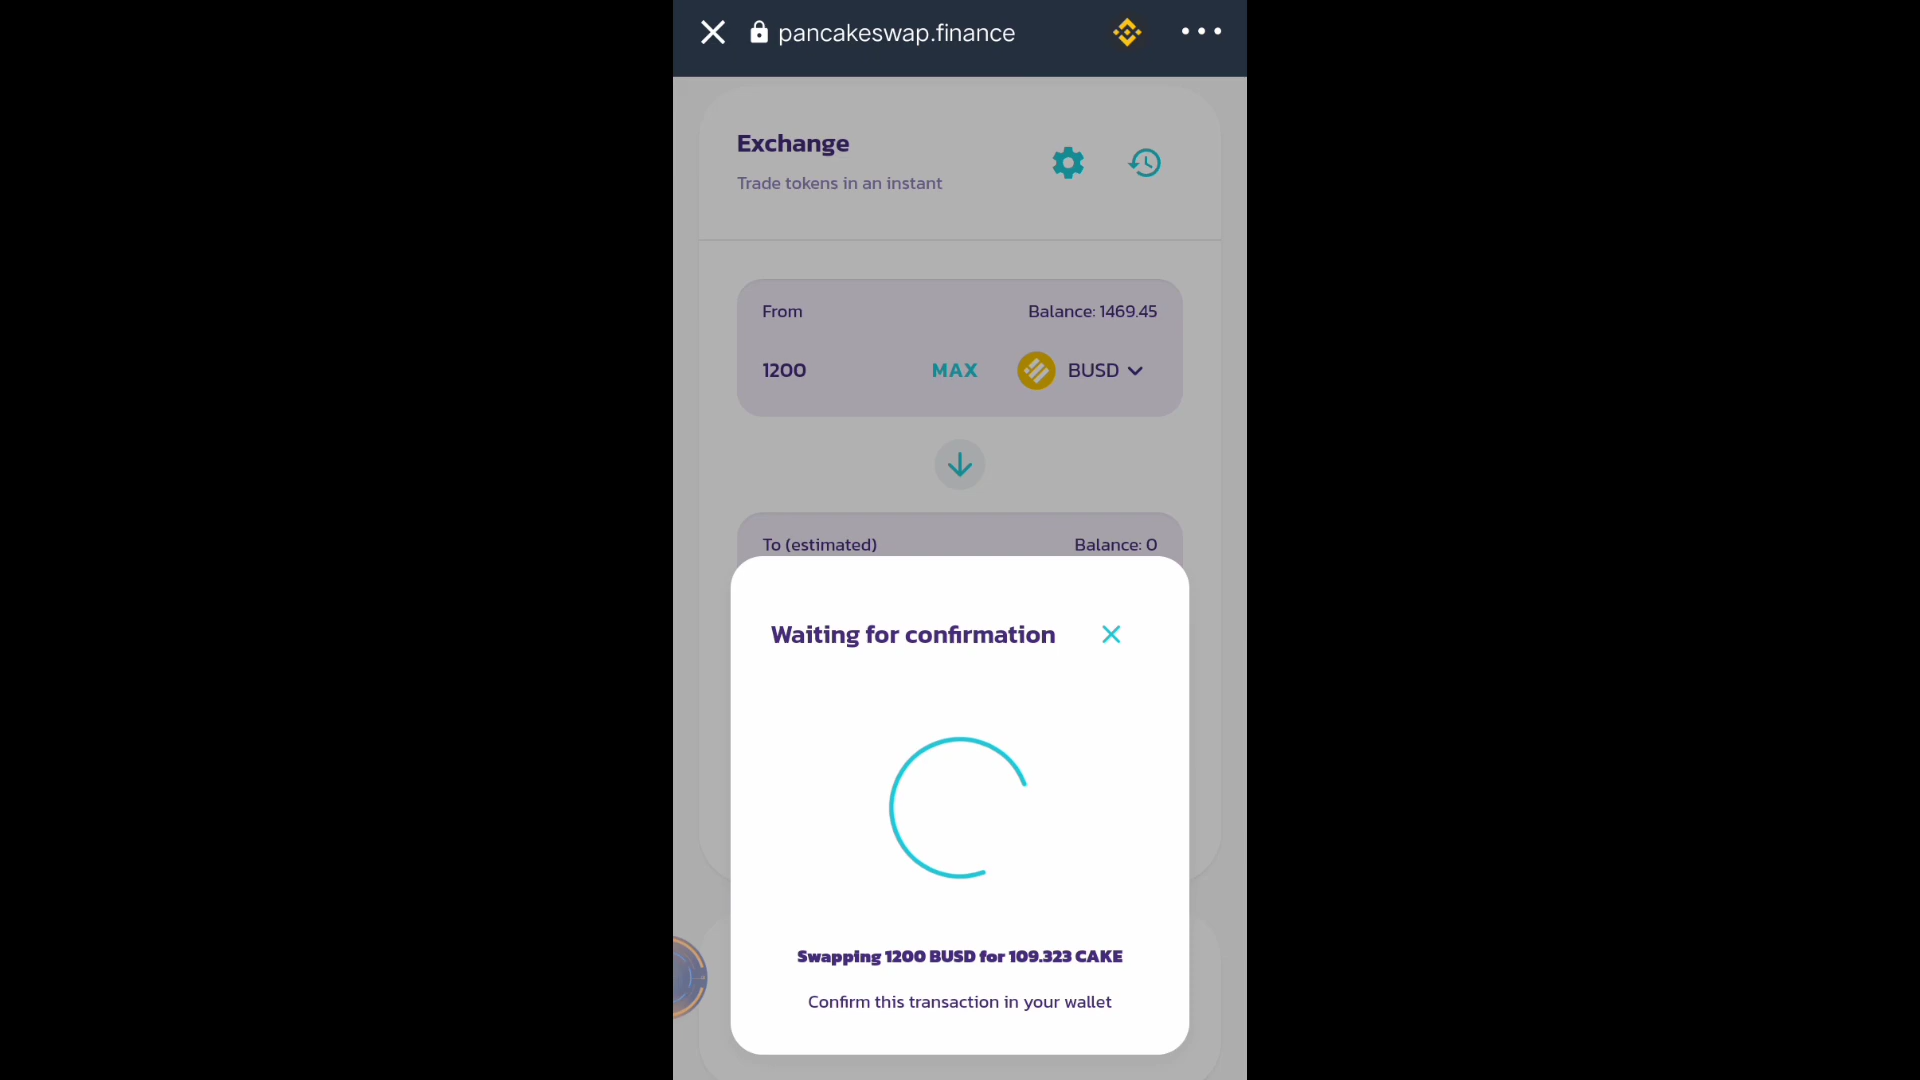 pancakeswap.finance
Exchange
Trade tokens in an instant
From
Balance: 1469.45
1200
MAX
BUSD
To (estimated)
Balance: 0
Waiting for confirmation
Swapping 1200 BUSD for 109.323 CAKE
Confirm this transaction in your wallet